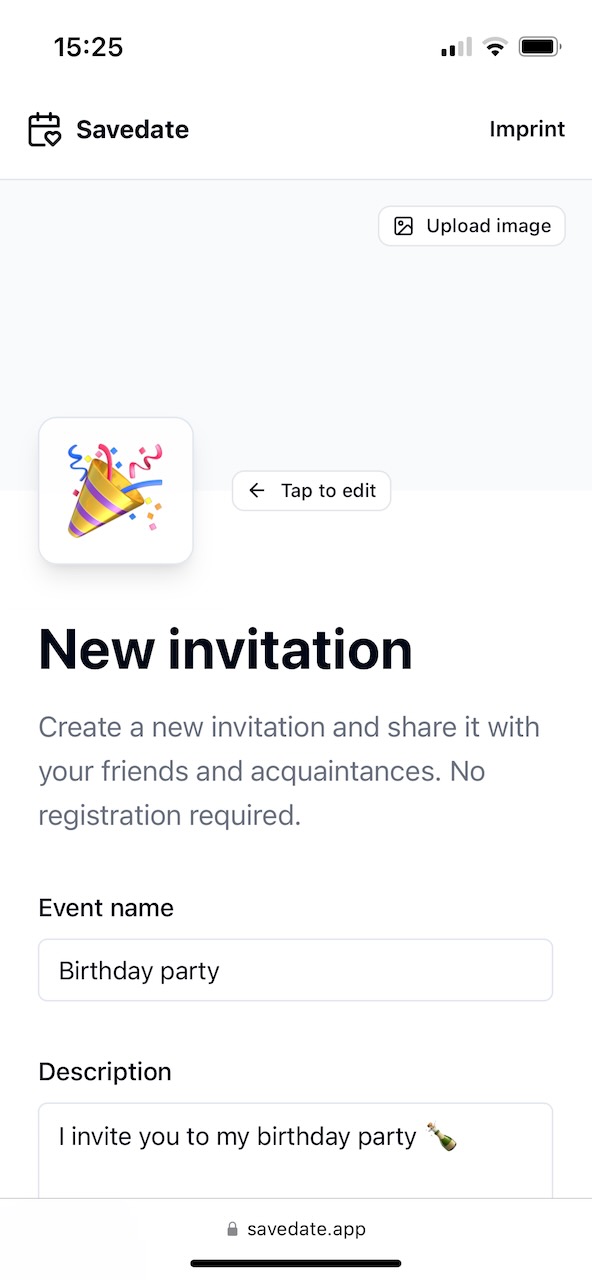 15:25
Savedate
Imprint
Upload image
Tap to edit
New invitation
Create a new invitation and share it with
your friends and acquaintances. No
registration required.
Event name
Birthday party
Description
I invite you to my birthday party 🍾
savedate.app